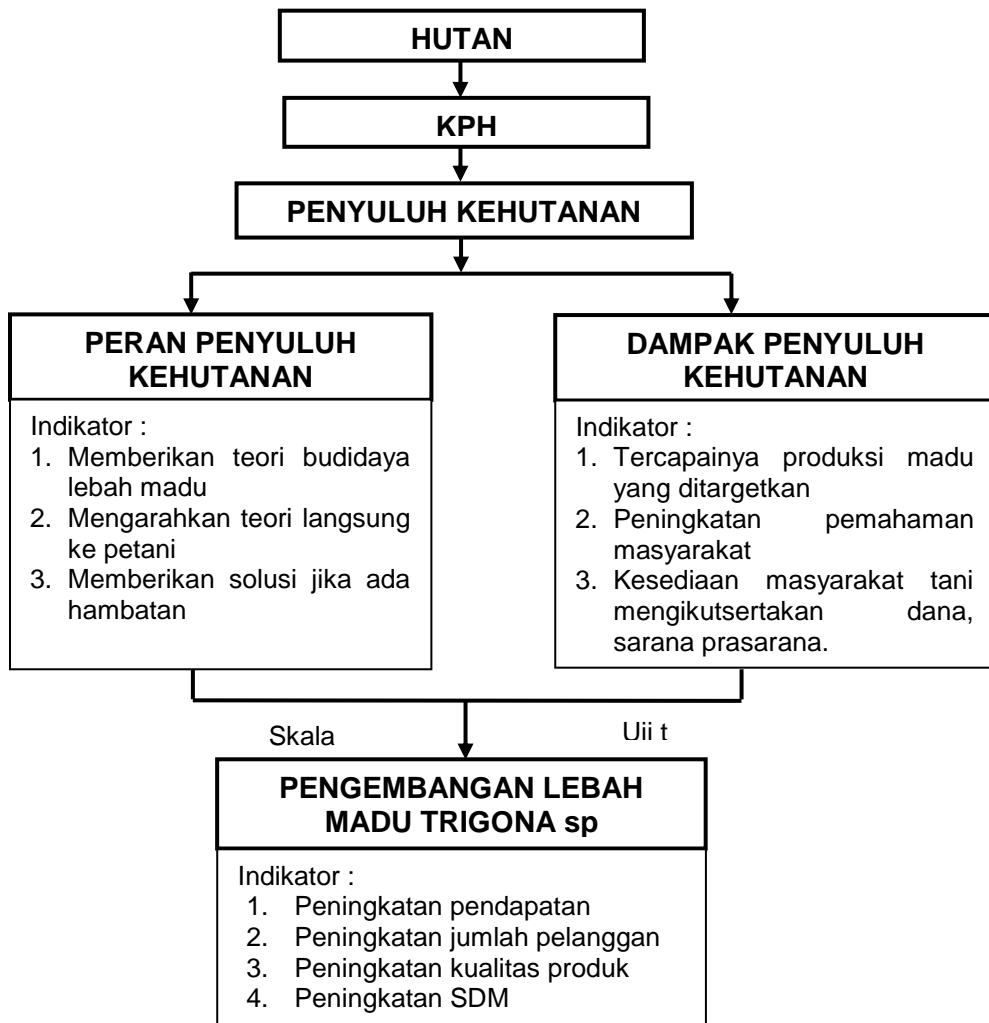 HUTAN
KPH
PENYULUH KEHUTANAN
PERAN PENYULUH
KEHUTANAN
Indikator :
1. Memberikan teori budidaya
lebah madu
2. Mengarahkan teori langsung
ke petani
3. Memberikan solusi jika ada
hambatan
DAMPAK PENYULUH
KEHUTANAN
Indikator :
1. Tercapainya produksi madu
yang ditargetkan
2. Peningkatan pemahaman
masyarakat
3. Kesediaan masyarakat tani
mengikutsertakan dana,
sarana prasarana.
Skala
Uji t
PENGEMBANGAN LEBAH
MADU TRIGONA sp
Indikator :
1. Peningkatan pendapatan
2. Peningkatan jumlah pelanggan
3. Peningkatan kualitas produk
4. Peningkatan SDM